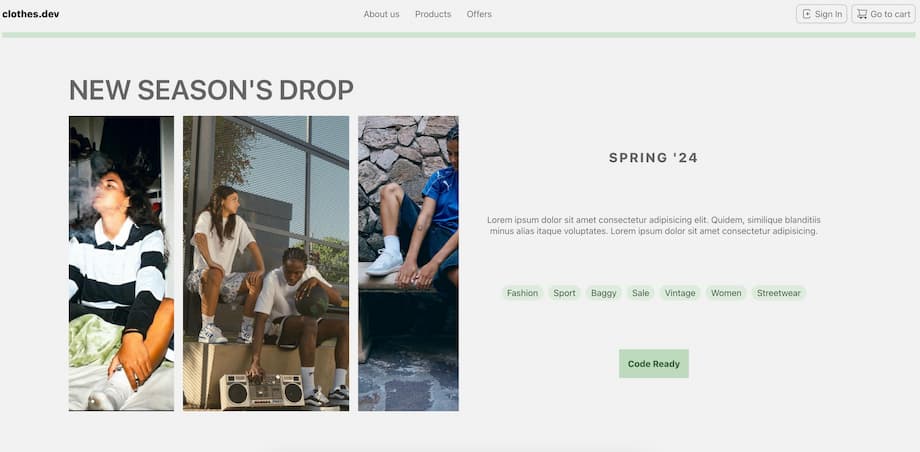 clothes.dev
About us Products Offers
Sign In Go to cart
NEW SEASON'S DROP
SPRING '24
Lorem ipsum dolor sit amet consectetur adipisicing elit. Quidem, similique blanditiis
minus alias itaque voluptates. Lorem ipsum dolor sit amet consectetur adipisicing.
Fashion Sport Baggy Sale Vintage Women Streetwear
Code Ready